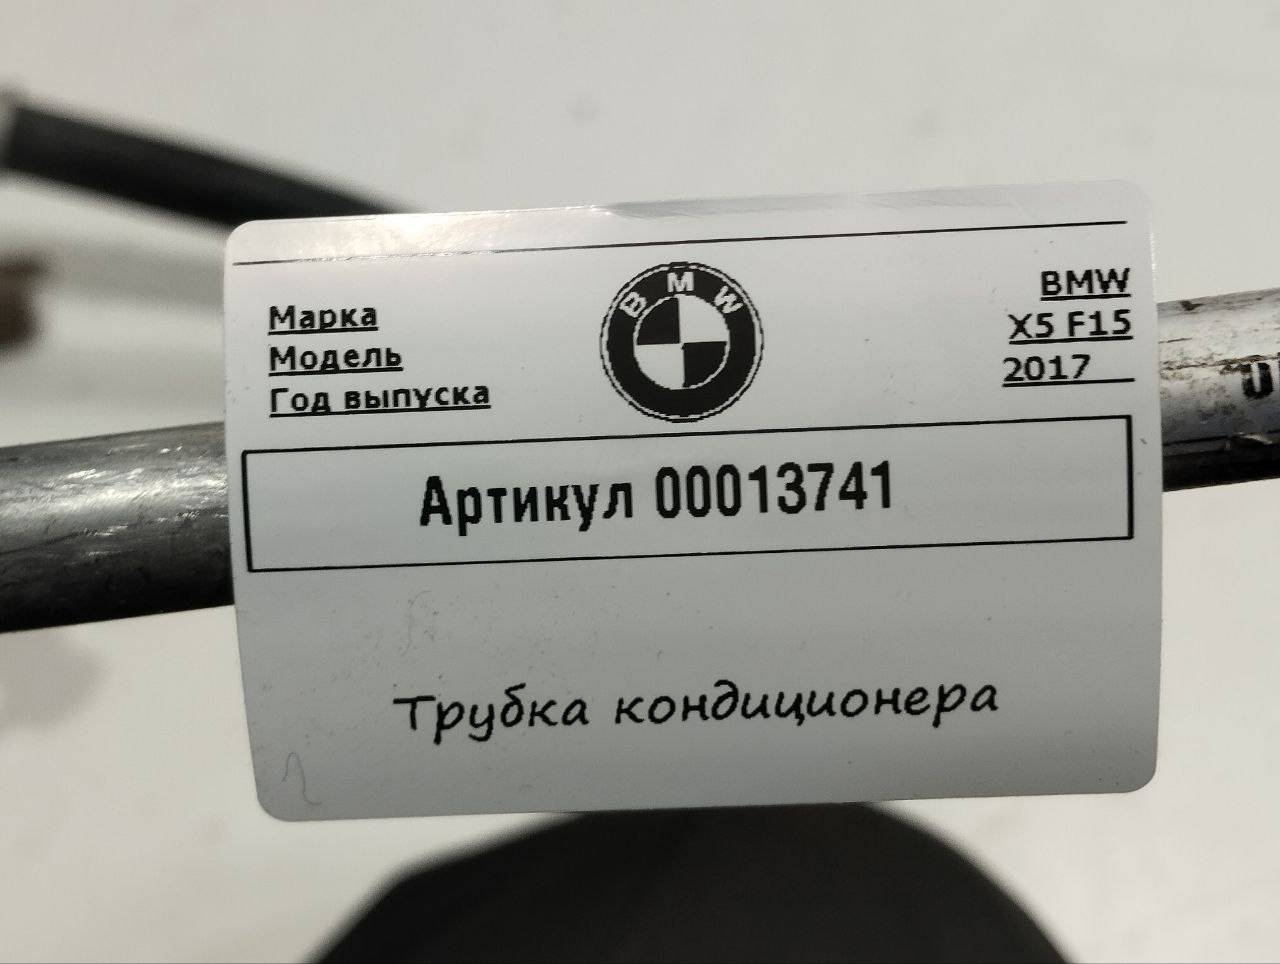 Марка
Модель
Год выпуска
BMW
BMW
X5 F15
2017
Артикул 00013741
Трубка кондиционера